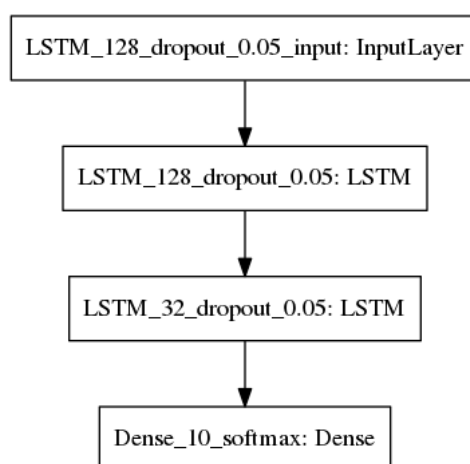 LSTM_128_dropout_0.05_input: InputLayer
LSTM_128_dropout_0.05: LSTM
LSTM_32_dropout_0.05: LSTM
Dense_10_softmax: Dense